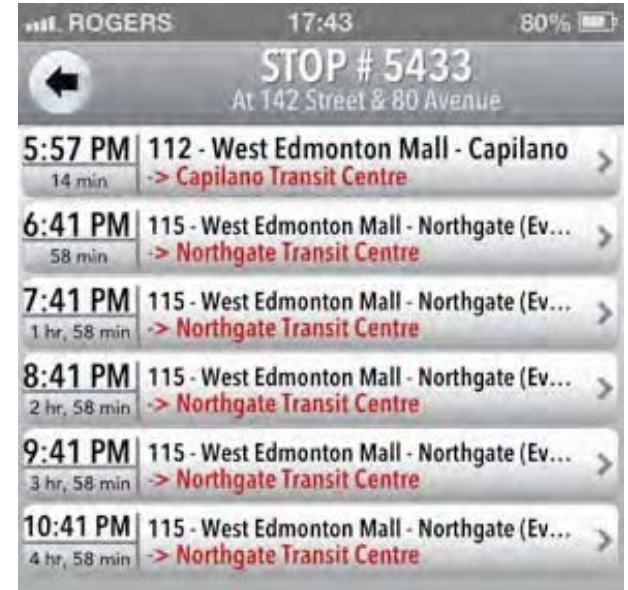 ROGERS 17:43 80%
STOP # 5433
At 142 Street & 80 Avenue
5:57 PM 112 - West Edmonton Mall - Capilano
14 min -> Capilano Transit Centre
6:41 PM 115 - West Edmonton Mall - Northgate (Ev...
58 min -> Northgate Transit Centre
7:41 PM 115 - West Edmonton Mall - Northgate (Ev...
1 hr, 58 min -> Northgate Transit Centre
8:41 PM 115 - West Edmonton Mall - Northgate (Ev...
2 hr, 58 min -> Northgate Transit Centre
9:41 PM 115 - West Edmonton Mall - Northgate (Ev...
3 hr, 58 min -> Northgate Transit Centre
10:41 PM 115 - West Edmonton Mall - Northgate (Ev...
4 hr, 58 min -> Northgate Transit Centre